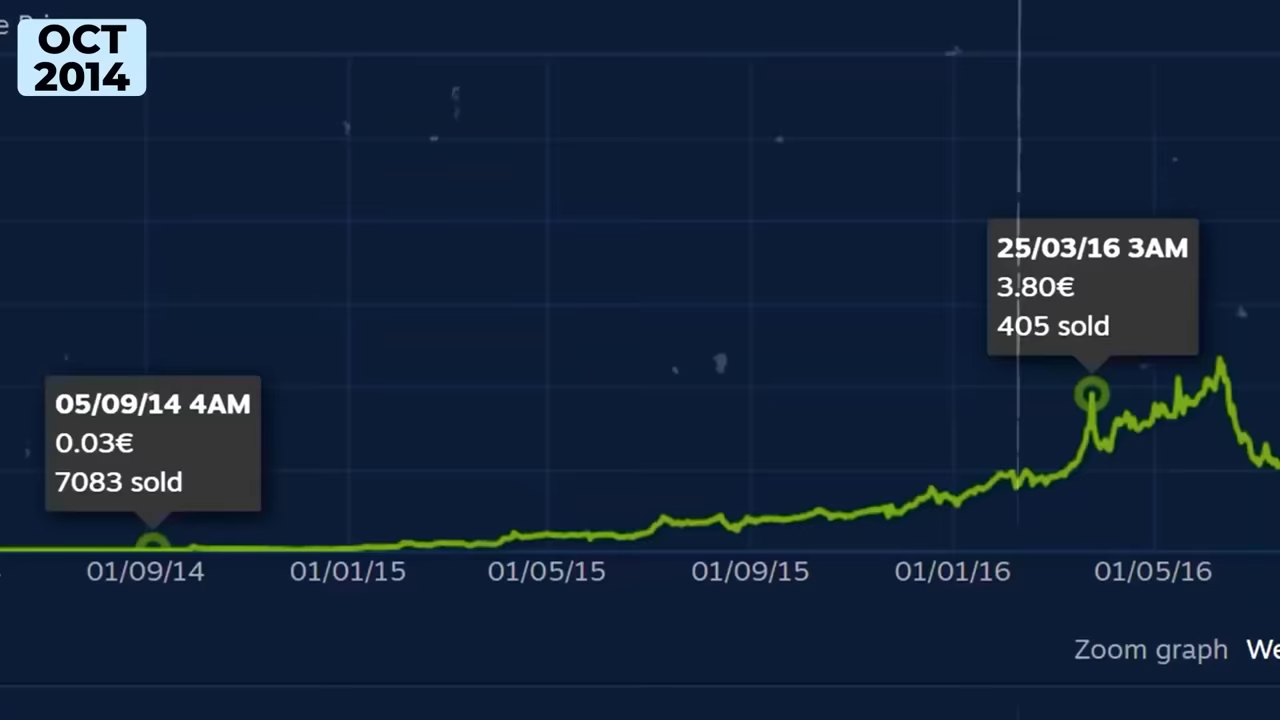 OCT
2014
25/03/16 3AM
3.80€
405 sold
05/09/14 4AM
0.03€
7083 sold
01/09/14
01/01/15
01/05/15
01/09/15
01/01/16
01/05/16
Zoom graph